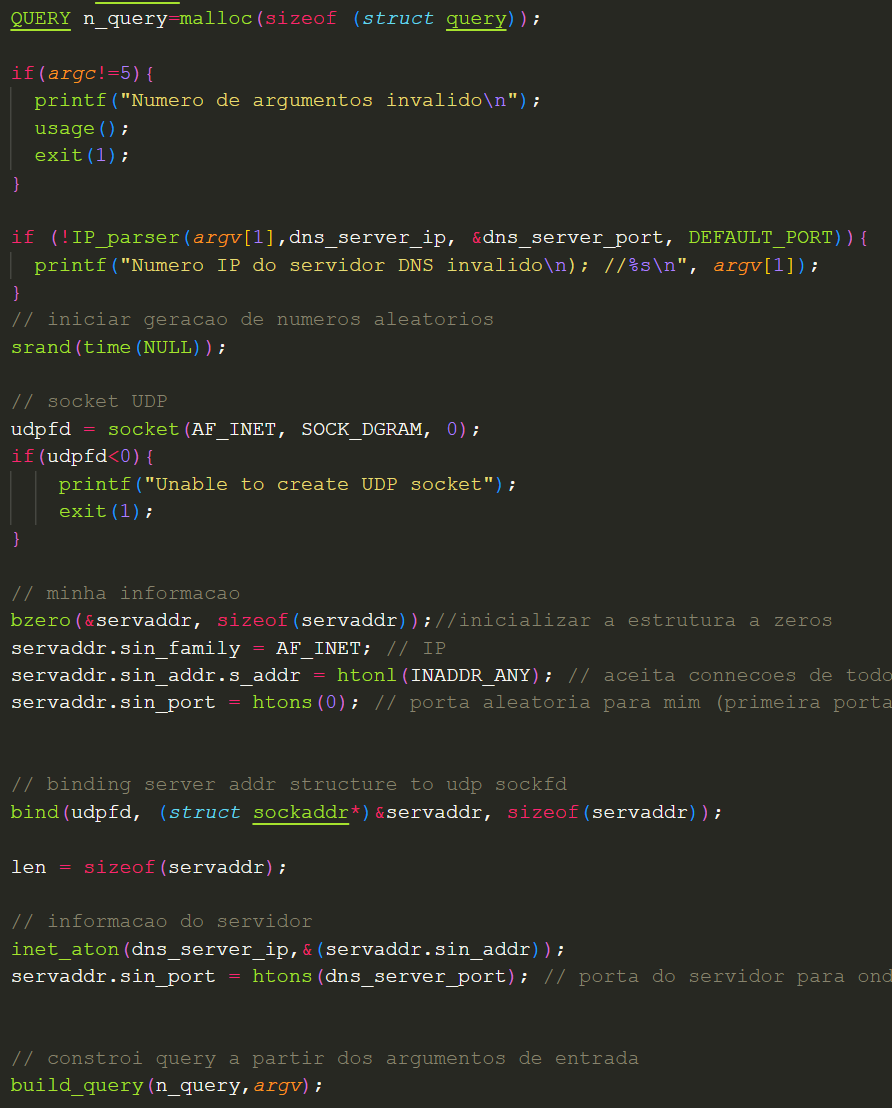 QUERY n_query=malloc(sizeof (struct query));
if(argc!=5){
printf("Numero de argumentos invalido\n");
usage();
exit(1);
}
if (!IP_parser(argv[1],dns_server_ip, &dns_server_port, DEFAULT_PORT)){
printf("Numero IP do servidor DNS invalido\n); //%s\n", argv[1]);
}
// iniciar geracao de numeros aleatorios
srand(time(NULL));
// socket UDP
udpfd = socket(AF_INET, SOCK_DGRAM, 0);
if(udpfd<0){
printf("Unable to create UDP socket");
exit(1);
}
// minha informacao
bzero(&servaddr, sizeof(servaddr));//inicializar a estrutura a zeros
servaddr.sin_family = AF_INET; // IP
servaddr.sin_addr.s_addr = htonl(INADDR_ANY); // aceita connecoes de todo
servaddr.sin_port = htons(0); // porta aleatoria para mim (primeira porta
// binding server addr structure to udp sockfd
bind(udpfd, (struct sockaddr*)&servaddr, sizeof(servaddr));
len = sizeof(servaddr);
// informacao do servidor
inet_aton(dns_server_ip,&(servaddr.sin_addr));
servaddr.sin_port = htons(dns_server_port); // porta do servidor para ond
// constroi query a partir dos argumentos de entrada
build_query(n_query,argv);